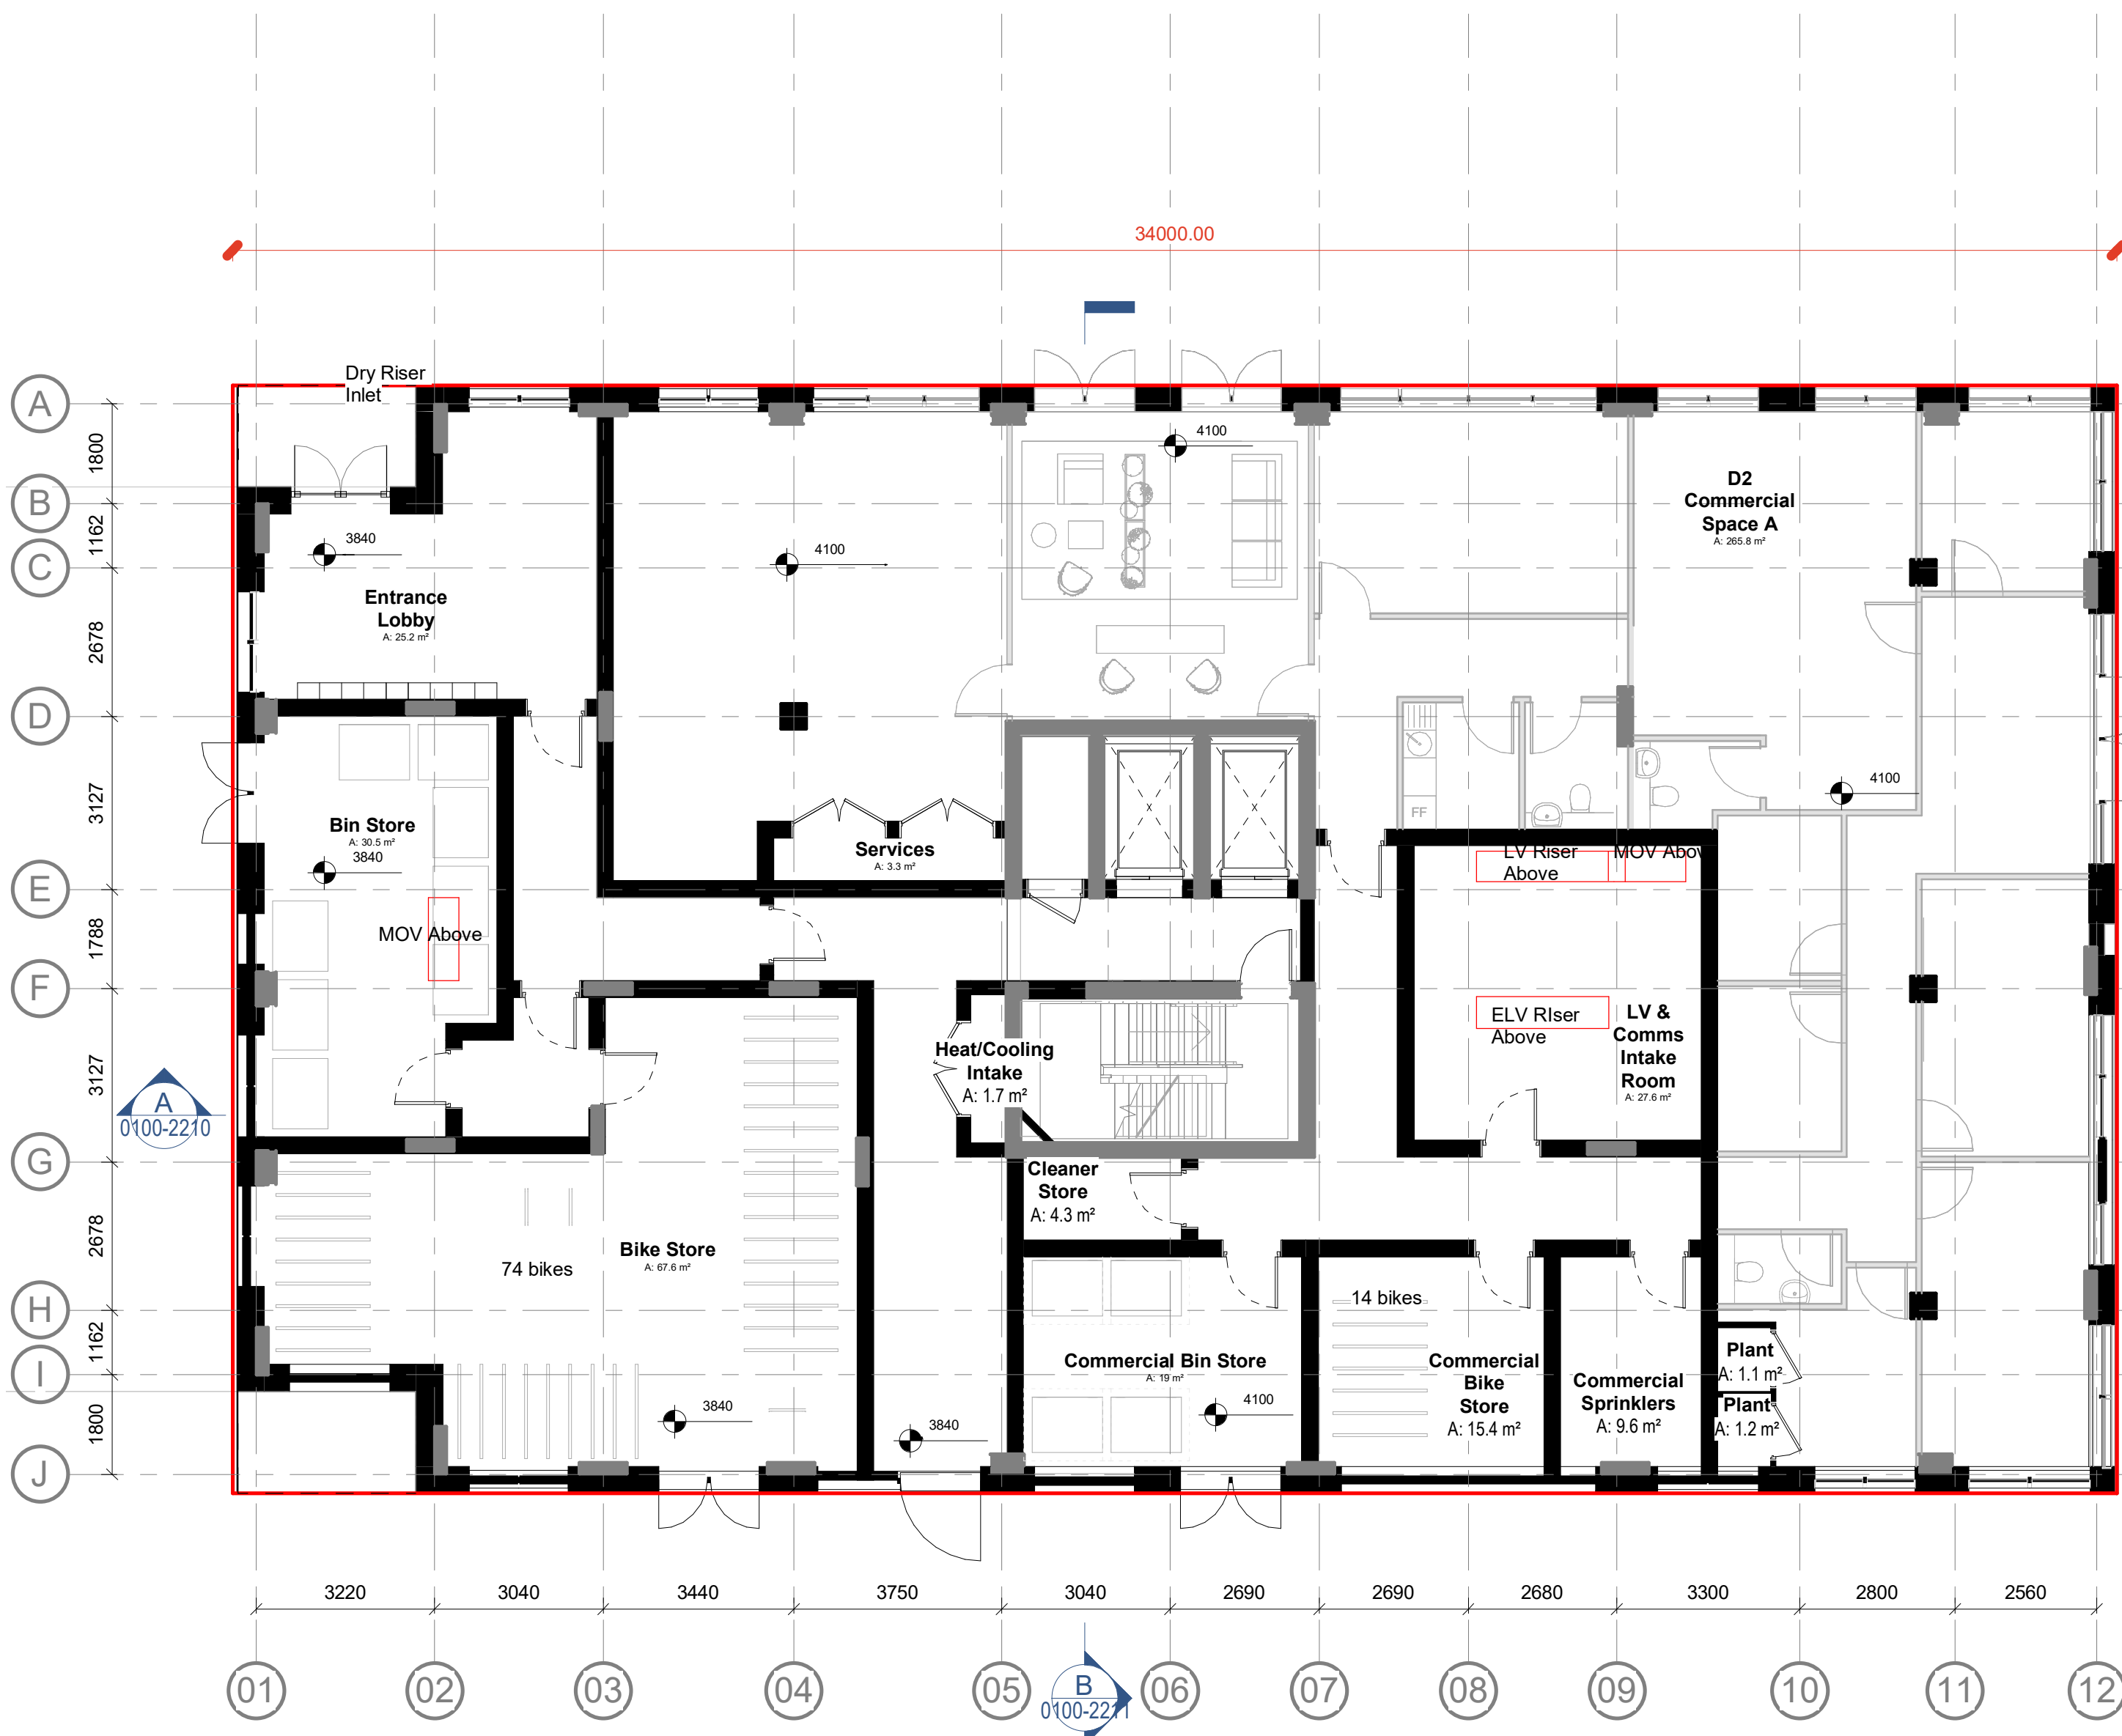 34000.00
Dry Riser
Inlet
A
B
C
D
E
F
G
H
I
J
1800
1162
2678
3127
1788
3127
2678
1162
1800
4100
3840
4100
D2
Commercial
Space A
A: 265.8 m²
Entrance
Lobby
A: 25.2 m²
4100
Bin Store
A: 30.5 m²
3840
Services
A: 3.3 m²
FF
LV Riser
Above
MOV Abov
MOV Above
ELV RIser
Above
LV &
Comms
Intake
Room
A: 27.6 m²
Heat/Cooling
Intake
A: 1.7 m²
A
0100-2210
Cleaner
Store
A: 4.3 m²
74 bikes
Bike Store
A: 67.6 m²
14 bikes
Commercial Bin Store
A: 19 m²
4100
Commercial
Bike
Store
A: 15.4 m²
Commercial
Sprinklers
A: 9.6 m²
Plant
A: 1.1 m²
Plant
A: 1.2 m²
3840
3840
3220
3040
3440
3750
3040
2690
2690
2680
3300
2800
2560
01
02
03
04
05
06
07
08
09
10
11
12
B
0100-2211